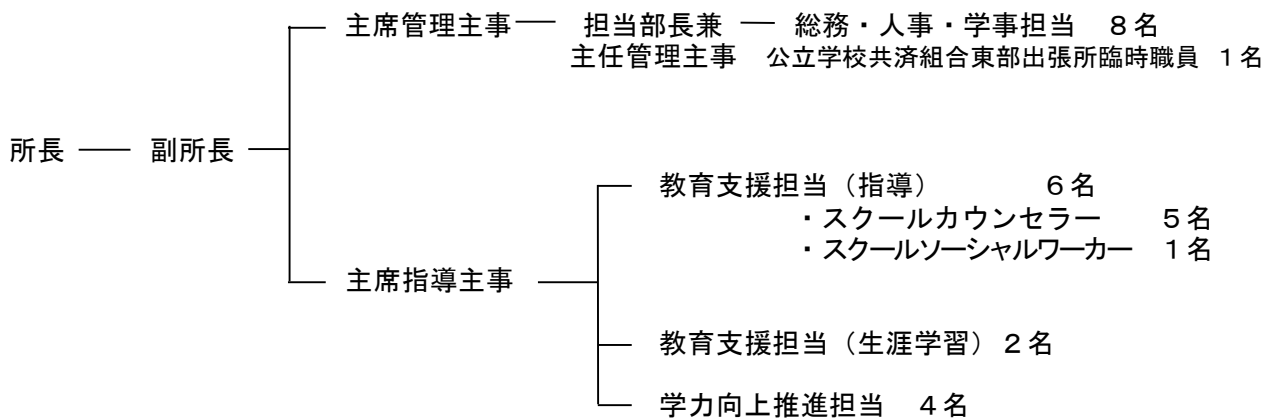 主席管理主事 担当部長兼 総務・人事・学事担当 8名
主任管理主事 公立学校共済組合東部出張所臨時職員 1名
所長 副所長
教育支援担当(指導) 6名
・スクールカウンセラー 5名
・スクールソーシャルワーカー 1名
主席指導主事
教育支援担当(生涯学習) 2名
学力向上推進担当 4名